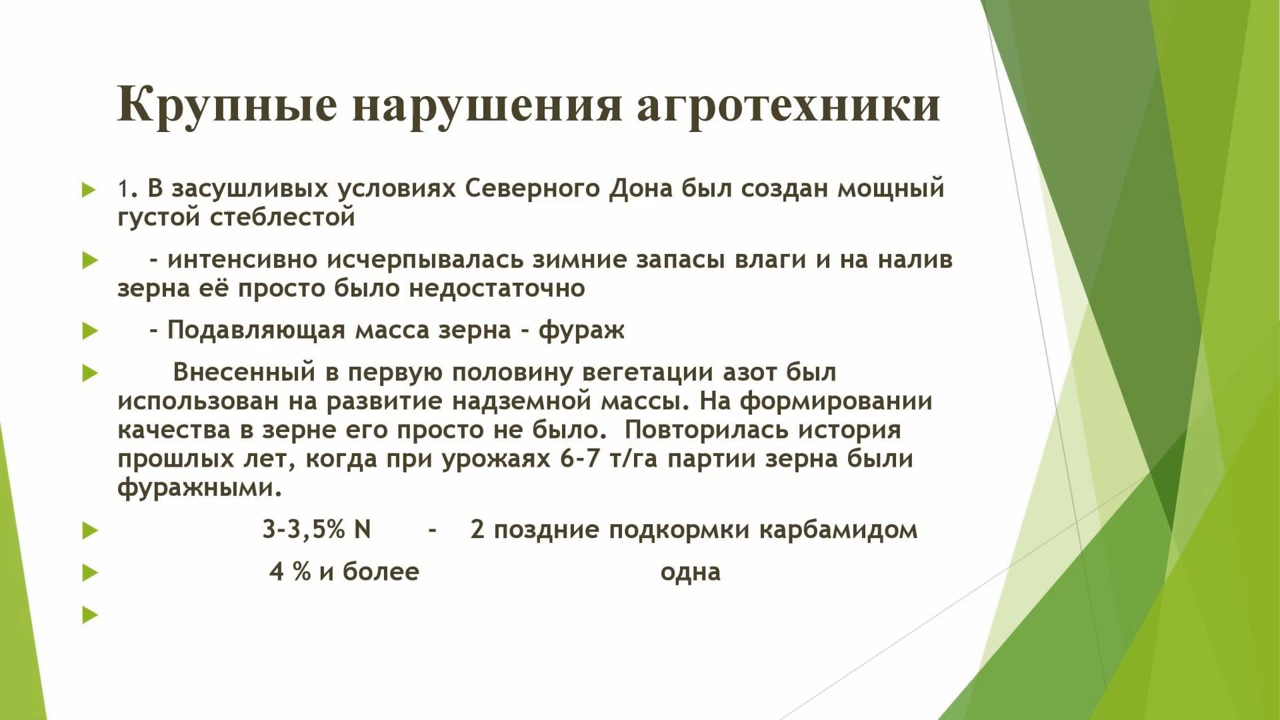 Крупные нарушения агротехники
1. В засушливых условиях Северного Дона был создан мощный
густой стеблестой
- интенсивно исчерпывалась зимние запасы влаги и на налив
зерна её просто было недостаточно
- Подавляющая масса зерна - фураж
Внесенный в первую половину вегетации азот был
использован на развитие надземной массы. На формировании
качества в зерне его просто не было. Повторилась история
прошлых лет, когда при урожаях 6-7 т/га партии зерна были
фуражными.
3-3,5% N - 2 поздние подкормки карбамидом
4 % и более одна